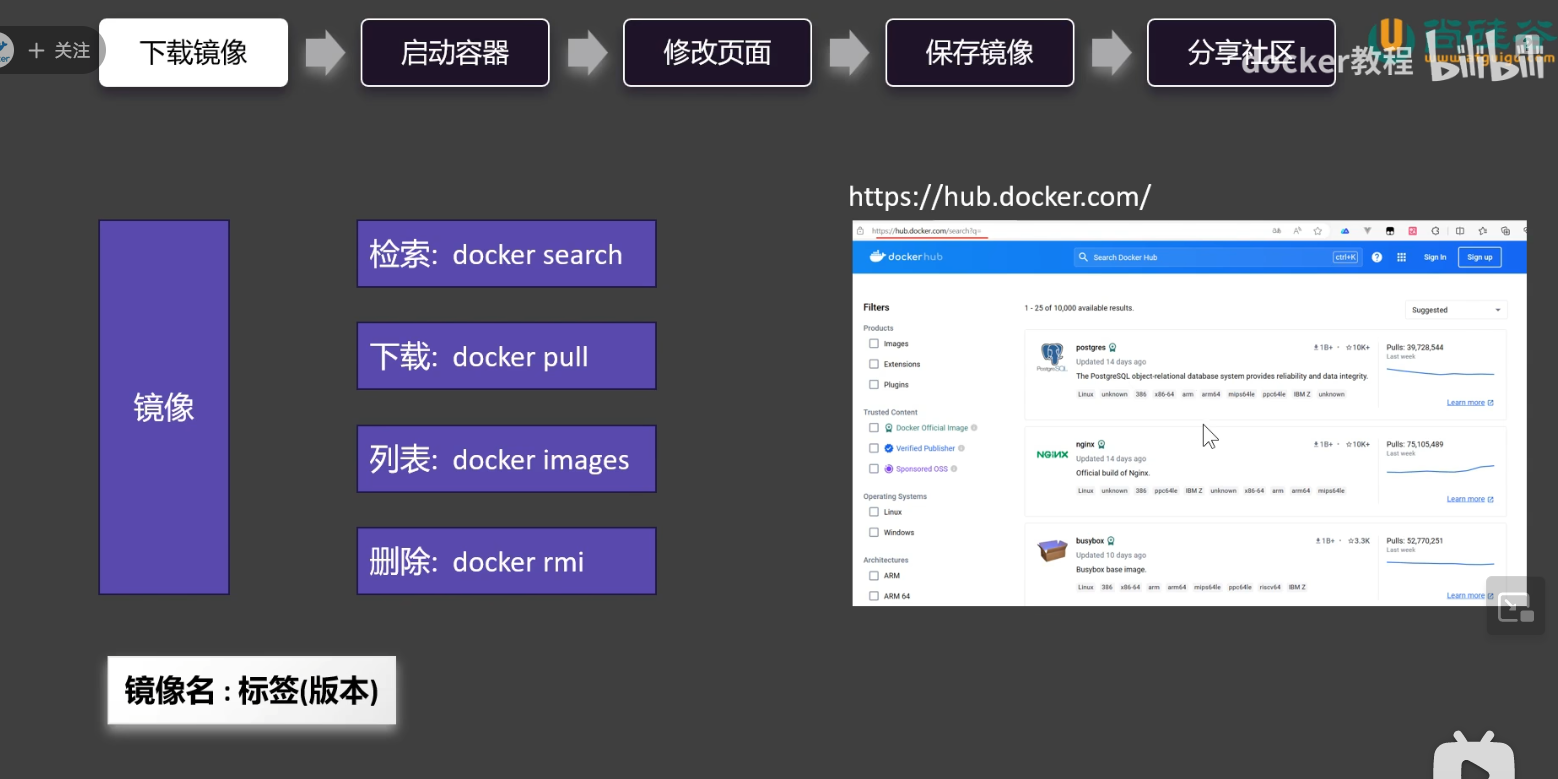 + 关注
下载镜像
启动容器
修改页面
保存镜像
分享社区
docker教程
尚硅谷
www.atguigu.com
bilibili
镜像
检索: docker search
下载: docker pull
列表: docker images
删除: docker rmi
镜像名 : 标签(版本)
https://hub.docker.com/
https://hub.docker.com/search?q=
docker hub
Search Docker Hub
ctrl+K
Sign In
Sign up
Filters
Products
Images
Extensions
Plugins
Trusted Content
Docker Official Image
Verified Publisher
Sponsored OSS
Operating Systems
Linux
Windows
Architectures
ARM
ARM 64
1 - 25 of 10,000 available results.
Suggested
PostgreSQL
postgres
1B+ · 10K+
Updated 14 days ago
The PostgreSQL object-relational database system provides reliability and data integrity.
Linux unknown 386 x86-64 arm arm64 mips64le ppc64le IBM Z unknown
Pulls: 39,728,544
Last week
Learn more
NGINX
nginx
1B+ · 10K+
Updated 14 days ago
Official build of Nginx.
Linux unknown 386 ppc64le IBM Z unknown x86-64 arm arm64 mips64le
Pulls: 75,105,489
Last week
Learn more
busybox
1B+ · 3.3K
Updated 10 days ago
Busybox base image.
Linux 386 x86-64 arm arm64 mips64le ppc64le riscv64 IBM Z
Pulls: 52,770,251
Last week
Learn more